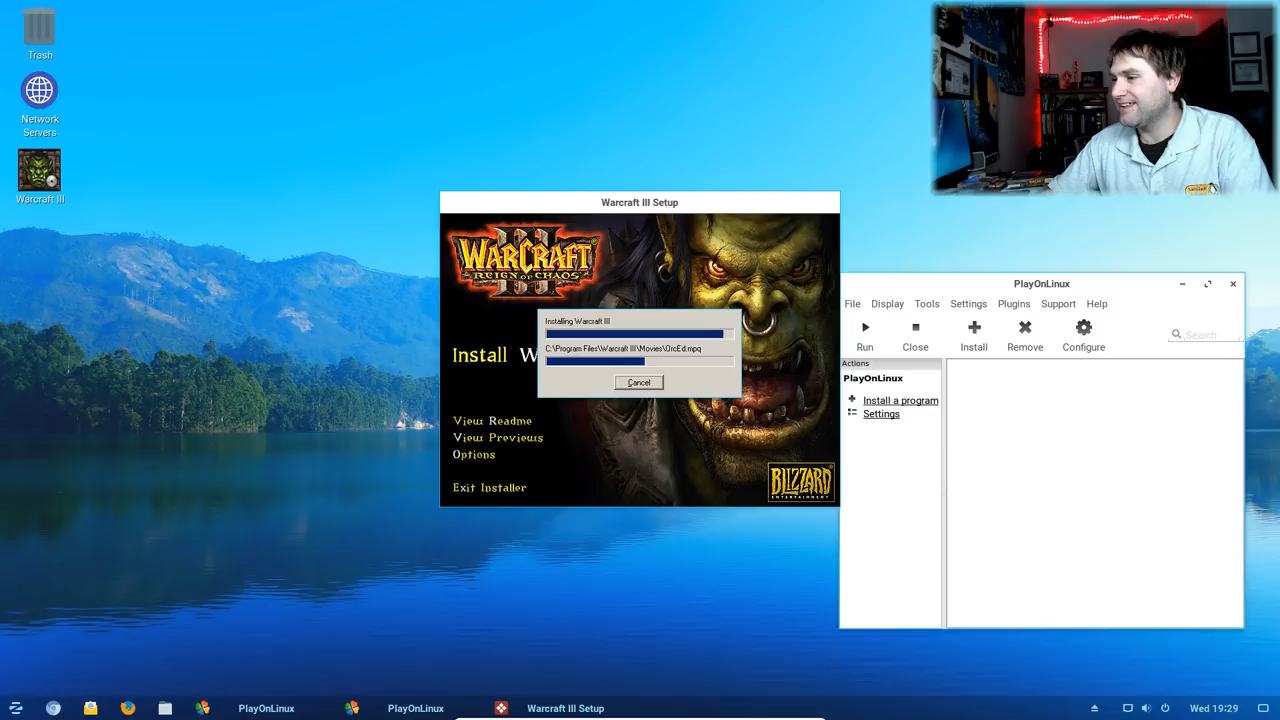 Trash
Network
Servers
Warcraft III
Warcraft III Setup
WARCRAFT
III
REIGN OF CHAOS
Installing Warcraft III
C:\Program Files\Warcraft III\Movies\OrcEd.mpq
Cancel
Install W
View Readme
View Previews
Options
Exit Installer
BLIZZARD
ENTERTAINMENT
PlayOnLinux
File Display Tools Settings Plugins Support Help
Run Close Install Remove Configure Search
Actions
PlayOnLinux
Install a program
Settings
PlayOnLinux PlayOnLinux Warcraft III Setup Wed 19:29